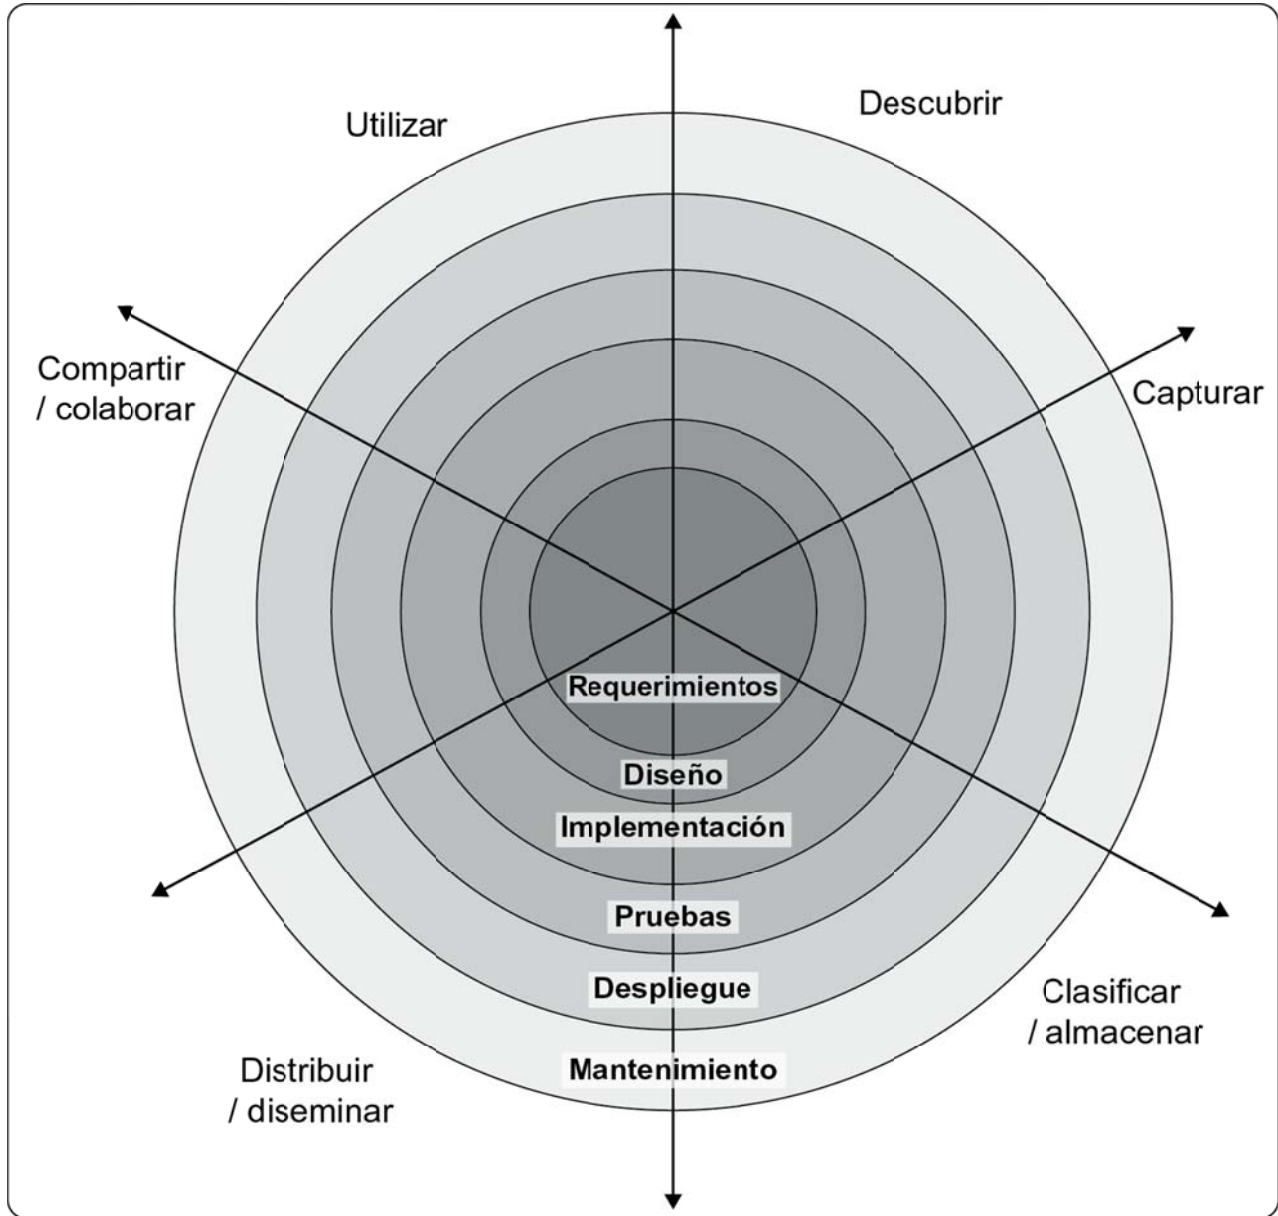 Utilizar
Descubrir
Compartir
/ colaborar
Capturar
Requerimientos
Diseño
Implementación
Pruebas
Despliegue
Mantenimiento
Clasificar
/ almacenar
Distribuir
/ diseminar